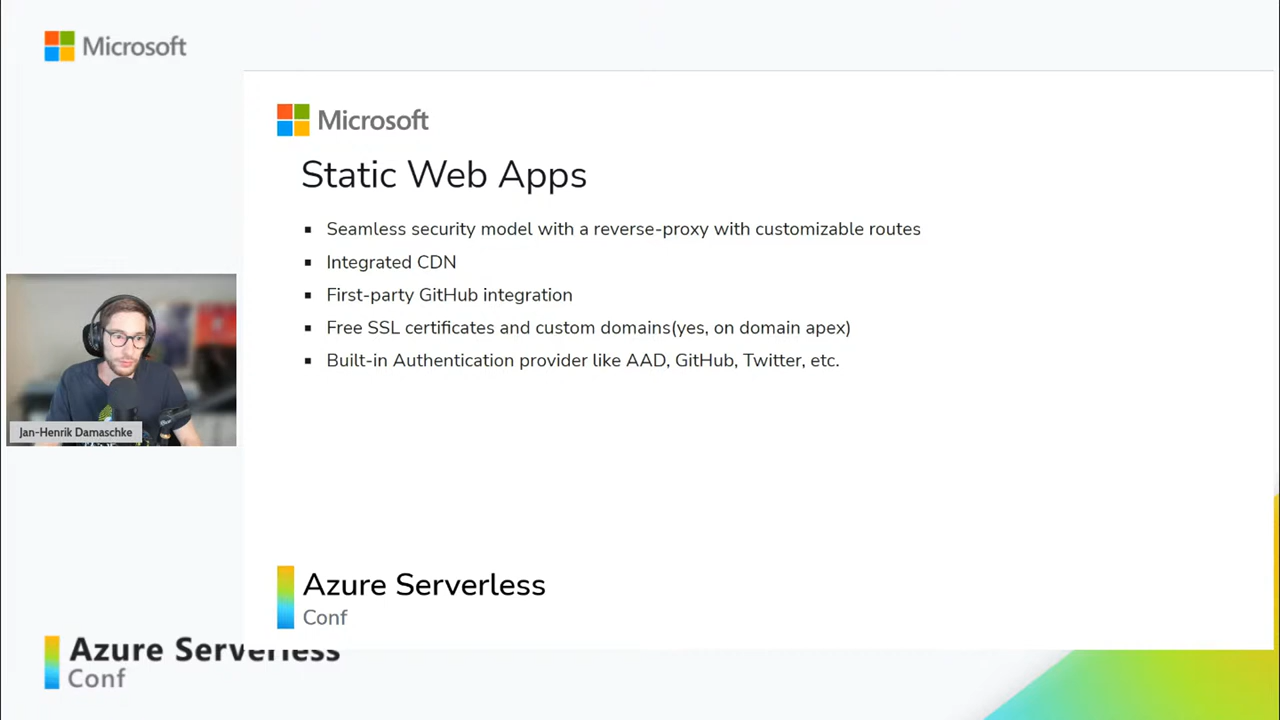 Microsoft
Microsoft
Static Web Apps
▪ Seamless security model with a reverse-proxy with customizable routes
▪ Integrated CDN
▪ First-party GitHub integration
▪ Free SSL certificates and custom domains(yes, on domain apex)
▪ Built-in Authentication provider like AAD, GitHub, Twitter, etc.
Jan-Henrik Damaschke
Azure Serverless
Conf
Azure Serverless
Conf